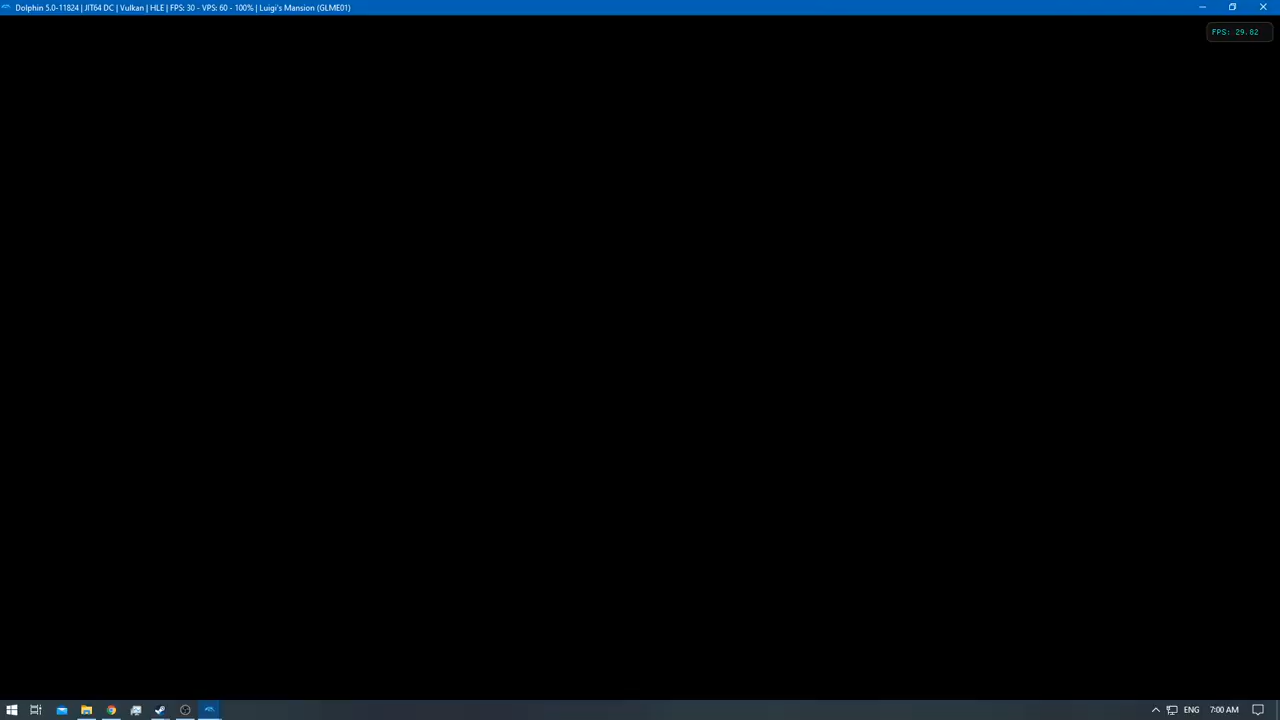 Dolphin 5.0-11824 | JIT64 DC | Vulkan | HLE | FPS: 30 - VPS: 60 - 100% | Luigi's Mansion (GLME01)
FPS: 29.62
ENG
7:00 AM